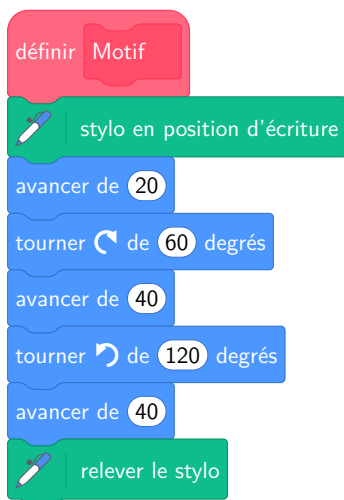 définir Motif
stylo en position d'écriture
avancer de 20
tourner de 60 degrés
avancer de 40
tourner de 120 degrés
avancer de 40
relever le stylo